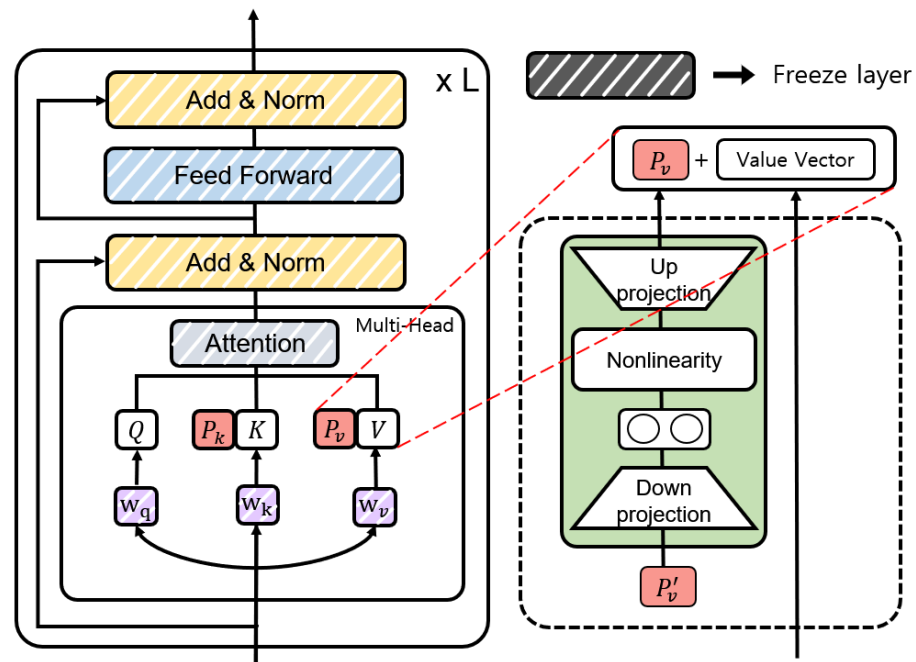 x L
Add & Norm
Feed Forward
Add & Norm
Multi-Head
Attention
Q
P_k K
P_v V
w_q
w_k
w_v
Freeze layer
P_v + Value Vector
Up
projection
Nonlinearity
Down
projection
P'_v